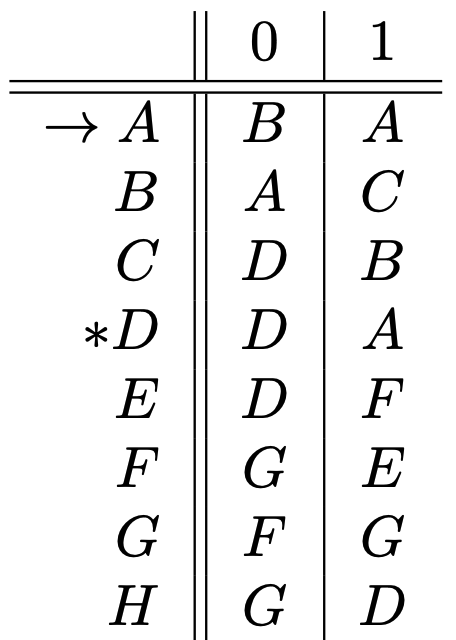 0 1
→ A B A
B A C
C D B
*D D A
E D F
F G E
G F G
H G D